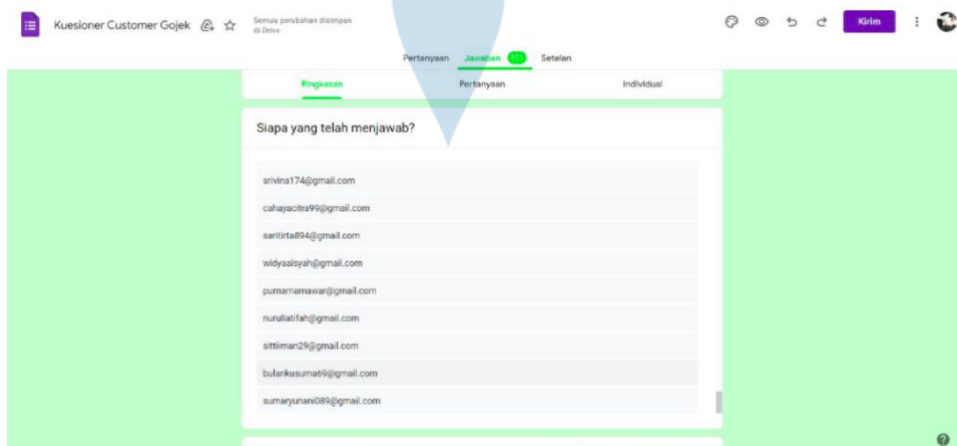 Kuesioner Customer Gojek
Semua perubahan disimpan
di Drive
Kirim
Pertanyaan Jawaban Setelan
Ringkasan Pertanyaan Individual
Siapa yang telah menjawab?
srivina174@gmail.com
cahayacitra99@gmail.com
saritirta894@gmail.com
widyaaisyah@gmail.com
purnamamawar@gmail.com
nurullatifah@gmail.com
sittiiman29@gmail.com
bulankusuma69@gmail.com
sumaryunani089@gmail.com